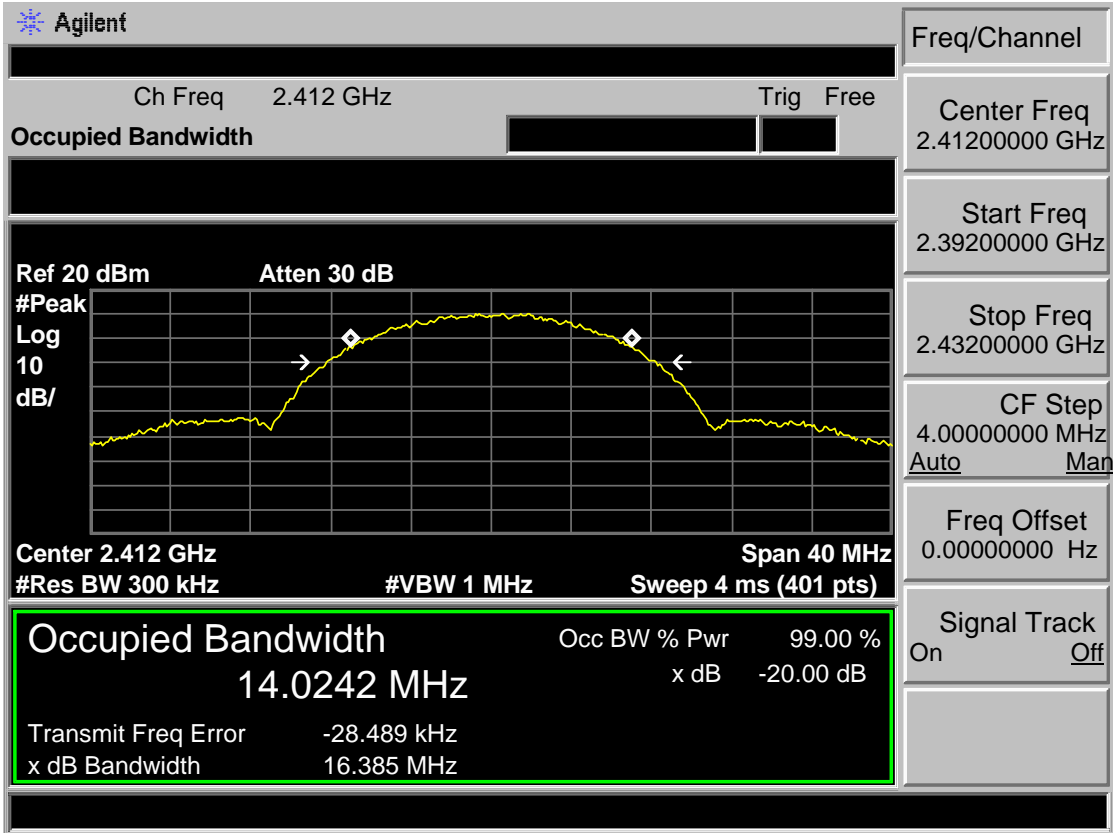 Agilent
Freq/Channel
Ch Freq 2.412 GHz Trig Free
Occupied Bandwidth
Center Freq
2.41200000 GHz
Start Freq
2.39200000 GHz
Stop Freq
2.43200000 GHz
CF Step
4.00000000 MHz
Auto Man
Freq Offset
0.00000000 Hz
Signal Track
On Off
Ref 20 dBm Atten 30 dB
#Peak
Log
10
dB/
Center 2.412 GHz Span 40 MHz
#Res BW 300 kHz #VBW 1 MHz Sweep 4 ms (401 pts)
Occupied Bandwidth
14.0242 MHz
Occ BW % Pwr 99.00 %
x dB -20.00 dB
Transmit Freq Error -28.489 kHz
x dB Bandwidth 16.385 MHz